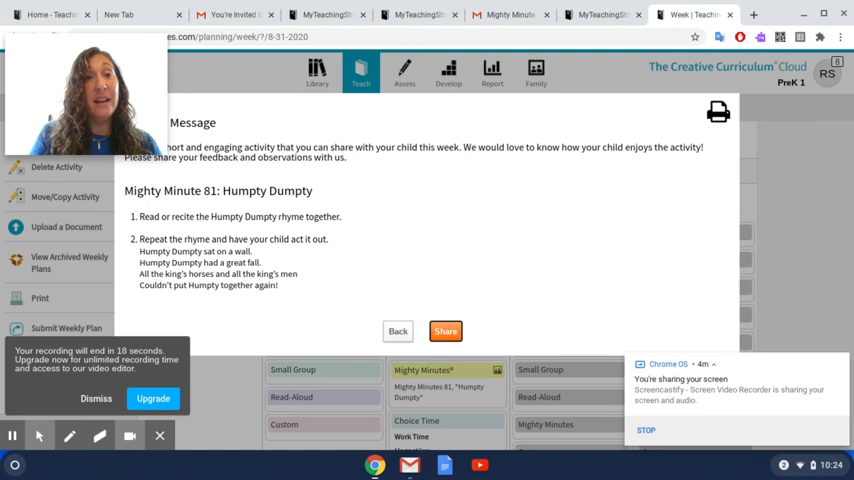 Home - Teachi
New Tab
You're Invited t
MyTeachingStr
MyTeachingStr
Mighty Minute
MyTeachingStr
Week | Teachin
es.com/planning/week/?/8-31-2020
Library
Teach
Assess
Develop
Report
Family
The Creative Curriculum® Cloud
PreK 1
RS
8
Message
hort and engaging activity that you can share with your child this week. We would love to know how your child enjoys the activity!
Please share your feedback and observations with us.
Mighty Minute 81: Humpty Dumpty
1. Read or recite the Humpty Dumpty rhyme together.
2. Repeat the rhyme and have your child act it out.
Humpty Dumpty sat on a wall.
Humpty Dumpty had a great fall.
All the king's horses and all the king's men
Couldn't put Humpty together again!
Back
Share
Delete Activity
Move/Copy Activity
Upload a Document
View Archived Weekly
Plans
Print
Submit Weekly Plan
Your recording will end in 18 seconds.
Upgrade now for unlimited recording time
and access to our video editor.
Dismiss
Upgrade
Small Group
Read-Aloud
Custom
Mighty Minutes®
Mighty Minutes 81, "Humpty
Dumpty"
Choice Time
Work Time
Small Group
Read-Aloud
Mighty Minutes
Chrome OS • 4m
You're sharing your screen
Screencastify - Screen Video Recorder is sharing your
screen and audio.
STOP
2
10:24